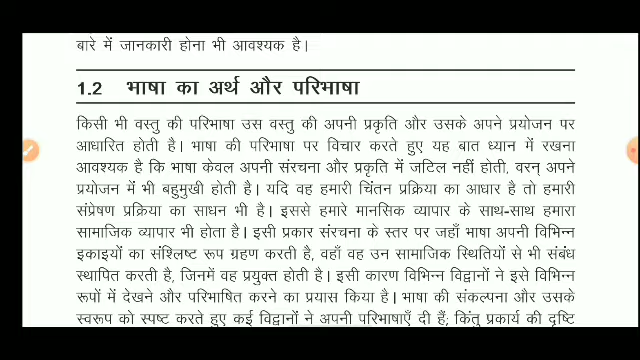 बारे में जानकारी होना भी आवश्यक है।
1.2 भाषा का अर्थ और परिभाषा
किसी भी वस्तु की परिभाषा उस वस्तु की अपनी प्रकृति और उसके अपने प्रयोजन पर
आधारित होती है। भाषा की परिभाषा पर विचार करते हुए यह बात ध्यान में रखना
आवश्यक है कि भाषा केवल अपनी संरचना और प्रकृति में जटिल नहीं होती, वरन् अपने
प्रयोजन में भी बहुमुखी होती है। यदि वह हमारी चिंतन प्रक्रिया का आधार है तो हमारी
संप्रेषण प्रक्रिया का साधन भी है। इससे हमारे मानसिक व्यापार के साथ-साथ हमारा
सामाजिक व्यापार भी होता है। इसी प्रकार संरचना के स्तर पर जहाँ भाषा अपनी विभिन्न
इकाइयों का संश्लिष्ट रूप ग्रहण करती है, वहाँ वह उन सामाजिक स्थितियों से भी संबंध
स्थापित करती है, जिनमें वह प्रयुक्त होती है। इसी कारण विभिन्न विद्वानों ने इसे विभिन्न
रूपों में देखने और परिभाषित करने का प्रयास किया है। भाषा की संकल्पना और उसके
स्वरूप को स्पष्ट करते हुए कई विद्वानों ने अपनी परिभाषाएँ दी हैं; किंतु प्रकार्य की दृष्टि